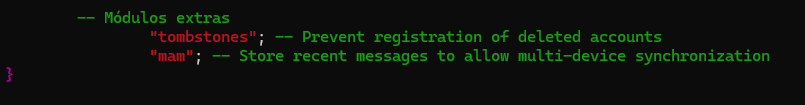 -- Módulos extras
"tombstones"; -- Prevent registration of deleted accounts
"mam"; -- Store recent messages to allow multi-device synchronization
}